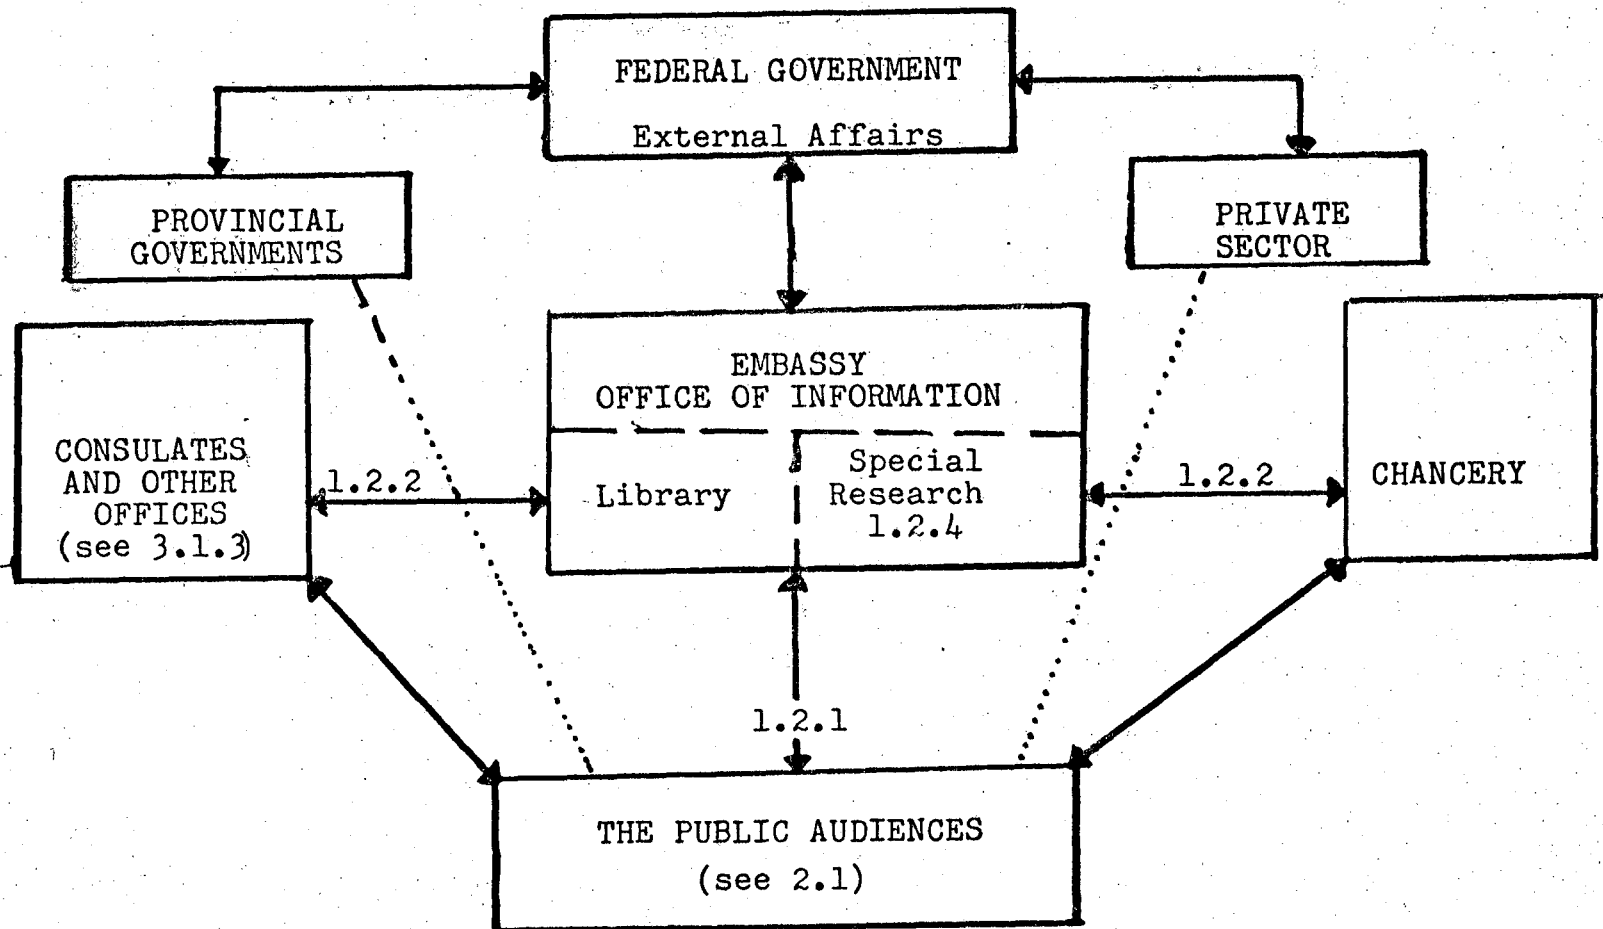 FEDERAL GOVERNMENT
External Affairs
PROVINCIAL
GOVERNMENTS
PRIVATE
SECTOR
EMBASSY
OFFICE OF INFORMATION
CONSULATES
AND OTHER
OFFICES
(see 3.1.3)
1.2.2
Library
Special
Research
1.2.4
1.2.2
CHANCERY
1.2.1
THE PUBLIC AUDIENCES
(see 2.1)